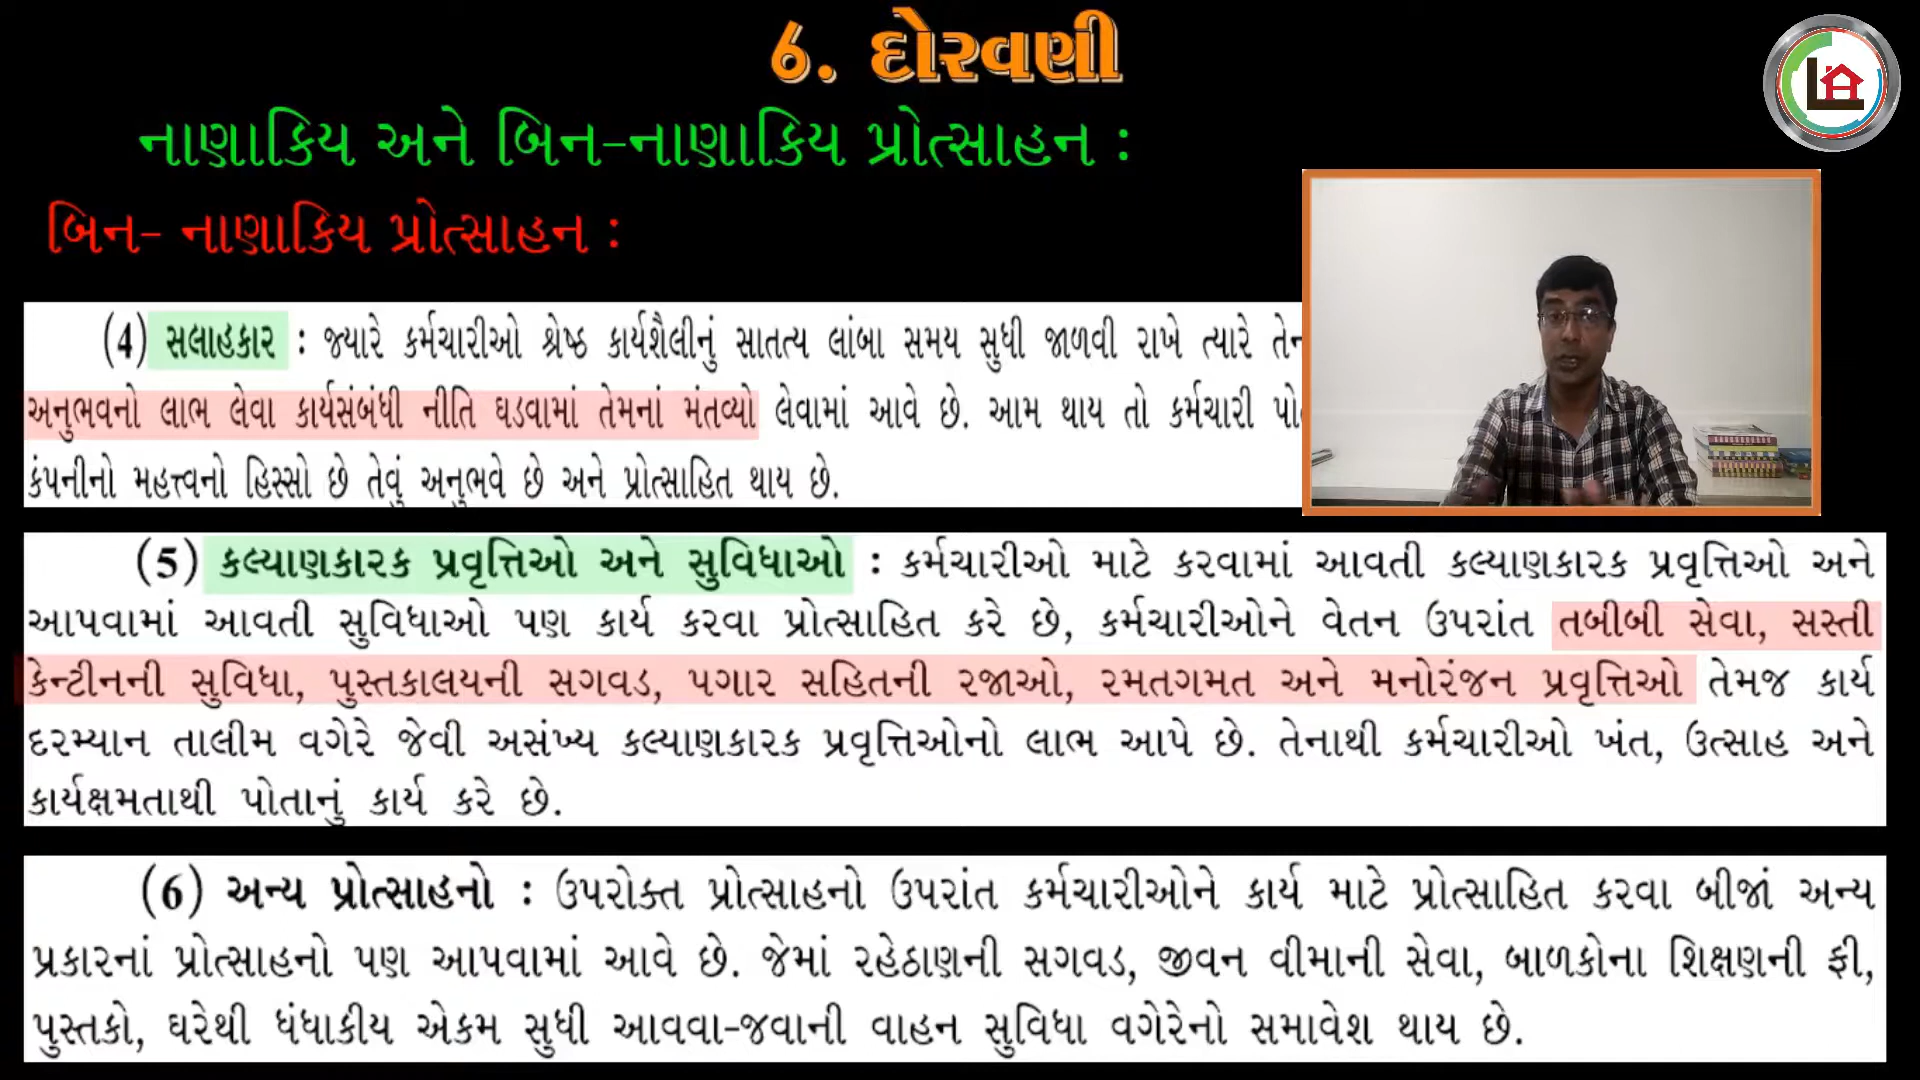 6. દોરવણી
નાણાકિય અને બિન-નાણાકિય પ્રોત્સાહન :
બિન- નાણાકિય પ્રોત્સાહન :
(4) સલાહકાર : જ્યારે કર્મચારીઓ શ્રેષ્ઠ કાર્યશૈલીનું સાતત્ય લાંબા સમય સુધી જાળવી રાખે ત્યારે
અનુભવનો લાભ લેવા કાર્યસંબંધી નીતિ ઘડવામાં તેમનાં મંતવ્યો લેવામાં આવે છે. આમ થાય તો કર્મચારી
કંપનીનો મહત્ત્વનો હિસ્સો છે તેવું અનુભવે છે અને પ્રોત્સાહિત થાય છે.
(5) કલ્યાણકારક પ્રવૃત્તિઓ અને સુવિધાઓ : કર્મચારીઓ માટે કરવામાં આવતી કલ્યાણકારક પ્રવૃત્તિઓ અને
આપવામાં આવતી સુવિધાઓ પણ કાર્ય કરવા પ્રોત્સાહિત કરે છે, કર્મચારીઓને વેતન ઉપરાંત તબીબી સેવા, સસ્તી
કેન્ટીનની સુવિધા, પુસ્તકાલયની સગવડ, પગાર સહિતની રજાઓ, રમતગમત અને મનોરંજન પ્રવૃત્તિઓ તેમજ કાર્ય
દરમ્યાન તાલીમ વગેરે જેવી અસંખ્ય કલ્યાણકારક પ્રવૃત્તિઓનો લાભ આપે છે. તેનાથી કર્મચારીઓ ખંત, ઉત્સાહ અને
કાર્યક્ષમતાથી પોતાનું કાર્ય કરે છે.
(6) અન્ય પ્રોત્સાહનો : ઉપરોક્ત પ્રોત્સાહનો ઉપરાંત કર્મચારીઓને કાર્ય માટે પ્રોત્સાહિત કરવા બીજાં અન્ય
પ્રકારનાં પ્રોત્સાહનો પણ આપવામાં આવે છે. જેમાં રહેઠાણની સગવડ, જીવન વીમાની સેવા, બાળકોના શિક્ષણની ફી,
પુસ્તકો, ઘરેથી ધંધાકીય એકમ સુધી આવવા-જવાની વાહન સુવિધા વગેરેનો સમાવેશ થાય છે.